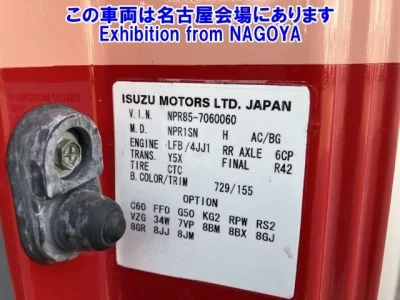 この車両は名古屋会場にあります
Exhibition from NAGOYA
ISUZU MOTORS LTD. JAPAN
V.I.N. NPR85-7060060
M.D. NPR1SN H AC/BG
ENGINE LFB/4JJ1 RR AXLE 6CP
TRANS. Y5X FINAL R42
TIRE CTC
B.COLOR/TRIM 729/155
OPTION
C60 FFO G50 KG2 RPW RS2
VZG 34W 7VP 8BM 8BX 8GJ
8GR 8JJ 8JM